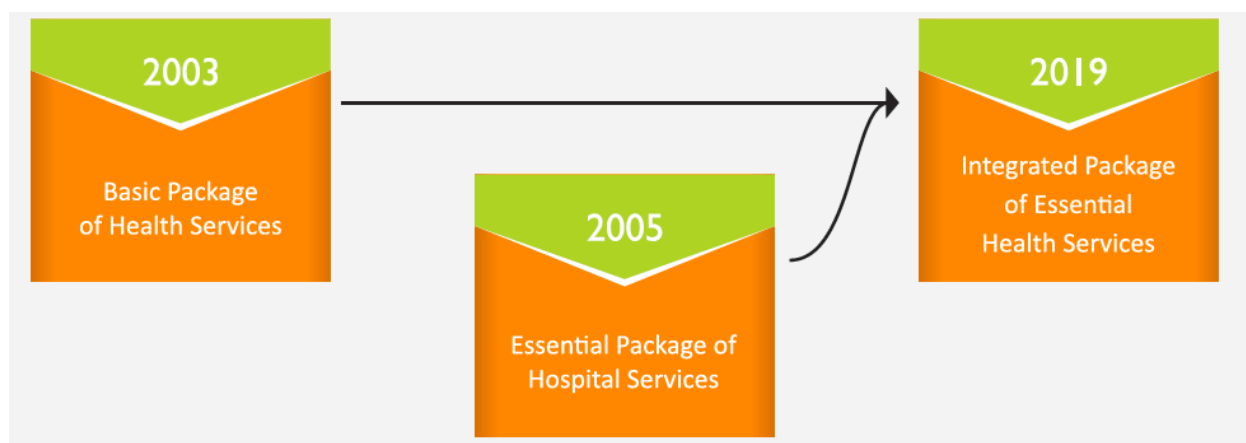 2003
Basic Package
of Health Services
2005
Essential Package of
Hospital Services
2019
Integrated Package
of Essential
Health Services